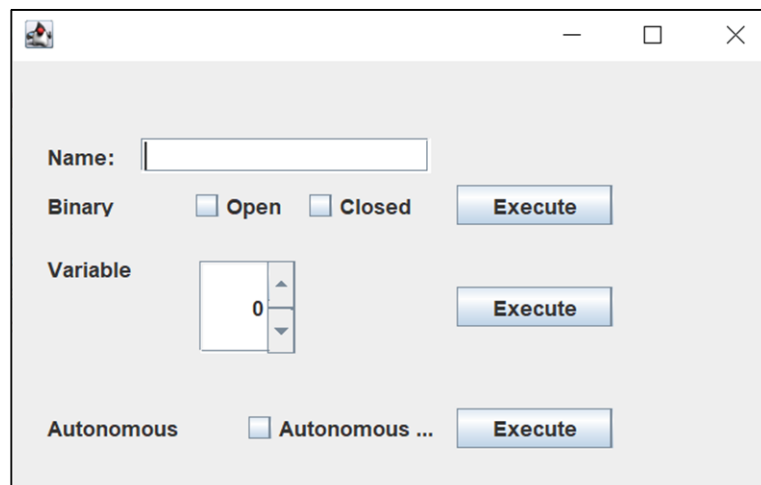 Name:
Binary Open Closed Execute
Variable
0 Execute
Autonomous Autonomous ... Execute